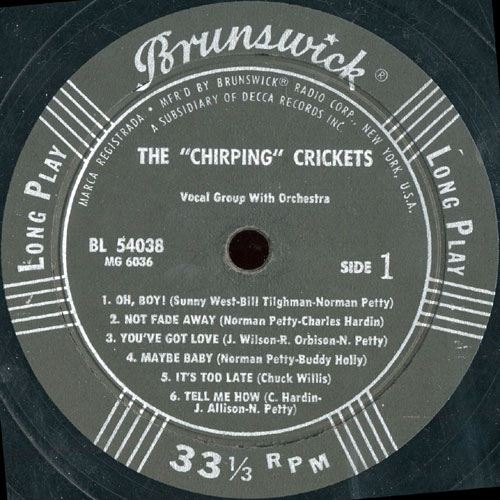 Brunswick®
MARCA REGISTRADA • MFR'D BY BRUNSWICK® RADIO CORP., NEW YORK, U.S.A.
A SUBSIDIARY OF DECCA RECORDS INC.
LONG PLAY
LONG PLAY
THE "CHIRPING" CRICKETS
Vocal Group With Orchestra
BL 54038
MG 6036
SIDE 1
1. OH, BOY! (Sunny West-Bill Tilghman-Norman Petty)
2. NOT FADE AWAY (Norman Petty-Charles Hardin)
3. YOU'VE GOT LOVE (J. Wilson-R. Orbison-N. Petty)
4. MAYBE BABY (Norman Petty-Buddy Holly)
5. IT'S TOO LATE (Chuck Willis)
6. TELL ME HOW (C. Hardin-
J. Allison-N. Petty)
33 1/3 RPM